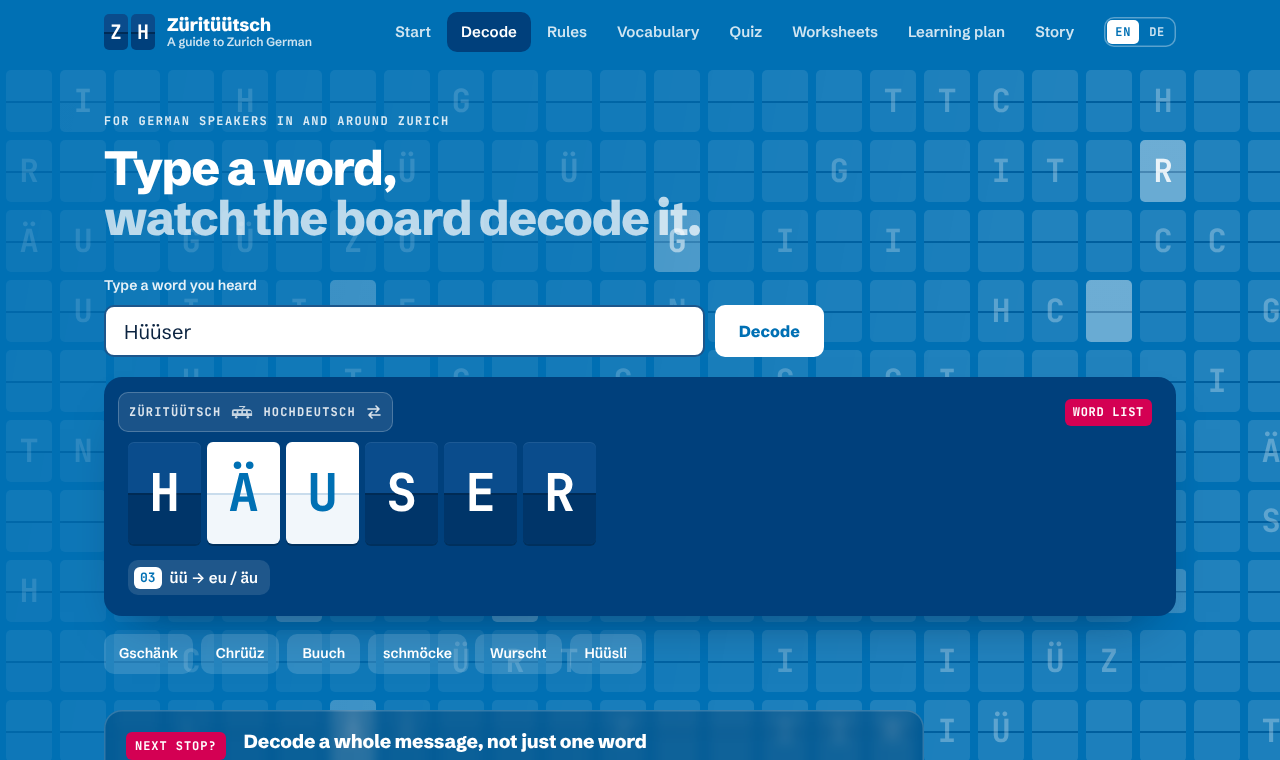 Z H
Züritüütsch
A guide to Zurich German
Start
Decode
Rules
Vocabulary
Quiz
Worksheets
Learning plan
Story
EN
DE
FOR GERMAN SPEAKERS IN AND AROUND ZURICH
Type a word,
watch the board decode it.
Type a word you heard
Hüüser
Decode
ZÜRITÜÜTSCH
HOCHDEUTSCH
WORD LIST
H Ä U S E R
03 üü → eu / äu
Gschänk
Chrüüz
Buuch
schmöcke
Wurscht
Hüüsli
NEXT STOP?
Decode a whole message, not just one word